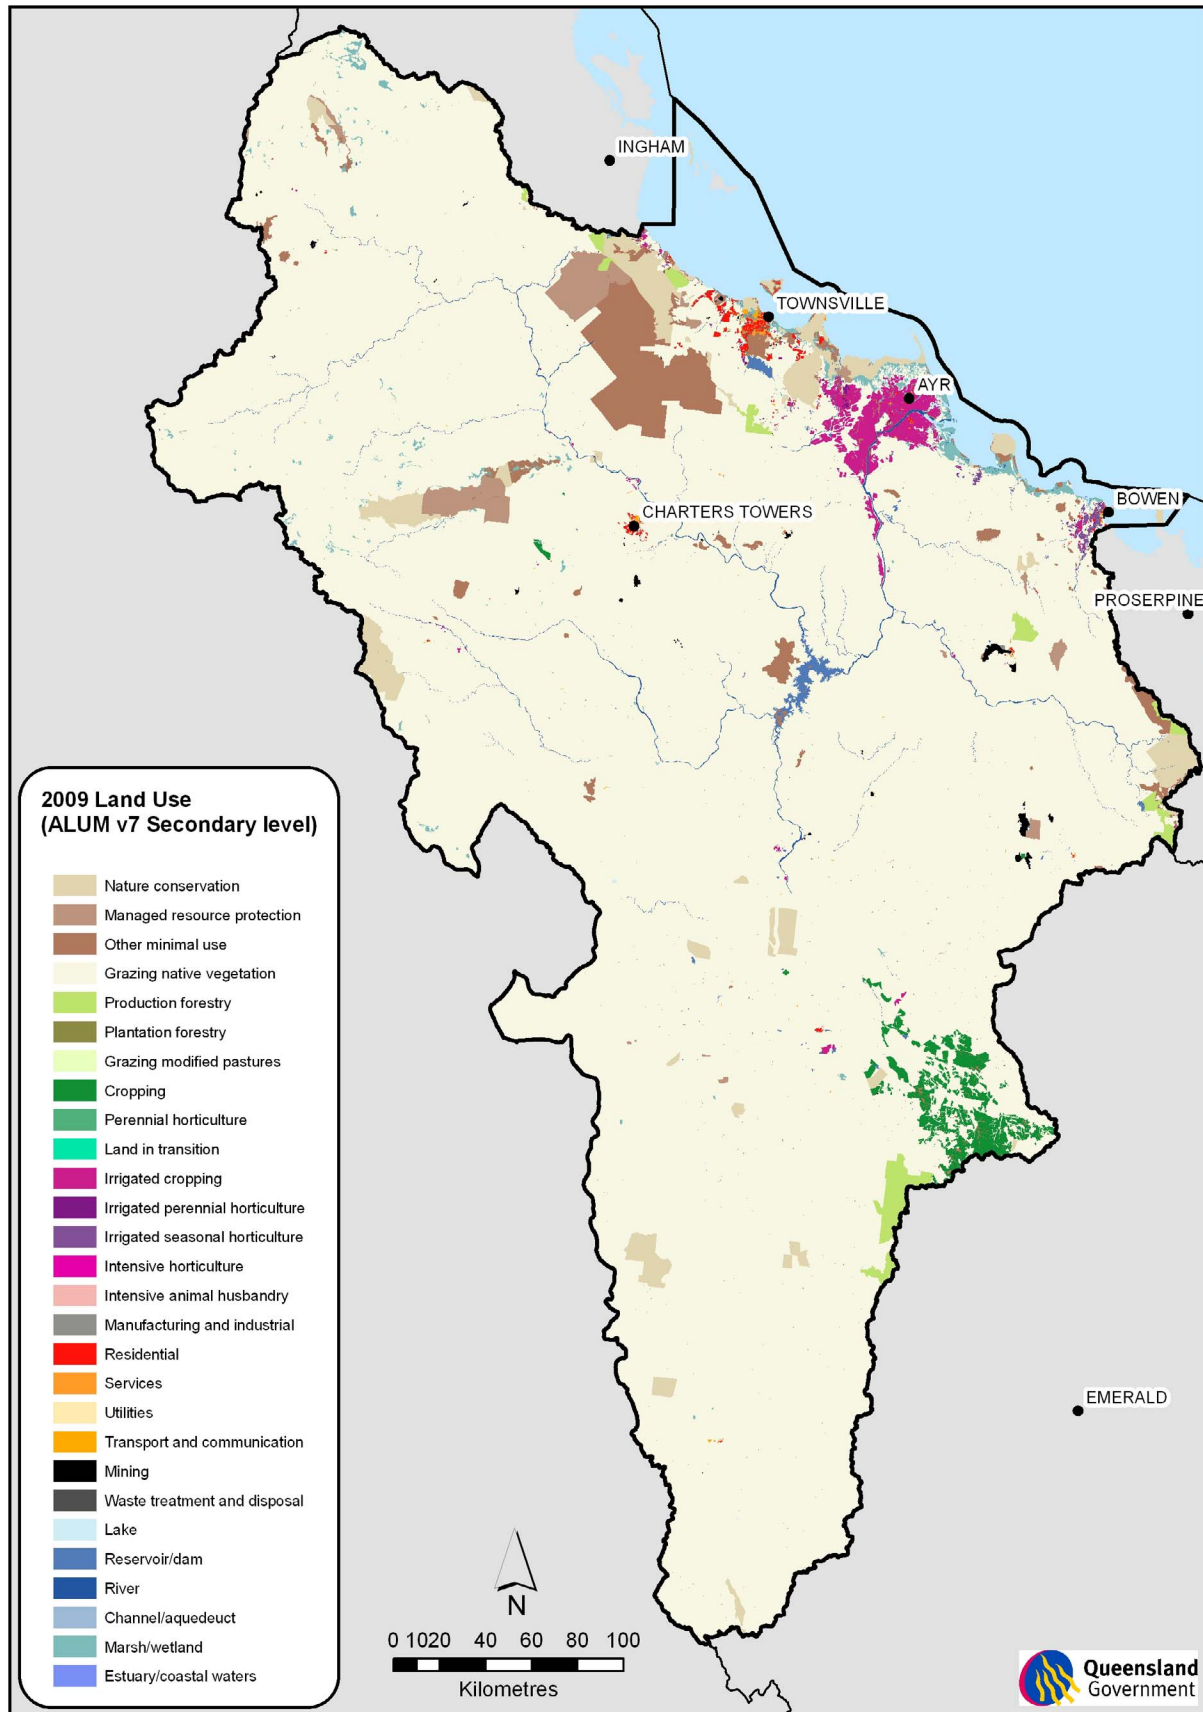 INGHAM
TOWNSVILLE
AYR
BOWEN
CHARTERS TOWERS
PROSERPINE
EMERALD
2009 Land Use
(ALUM v7 Secondary level)
Nature conservation
Managed resource protection
Other minimal use
Grazing native vegetation
Production forestry
Plantation forestry
Grazing modified pastures
Cropping
Perennial horticulture
Land in transition
Irrigated cropping
Irrigated perennial horticulture
Irrigated seasonal horticulture
Intensive horticulture
Intensive animal husbandry
Manufacturing and industrial
Residential
Services
Utilities
Transport and communication
Mining
Waste treatment and disposal
Lake
Reservoir/dam
River
Channel/aquedeuct
Marsh/wetland
Estuary/coastal waters
N
0 1020 40 60 80 100
Kilometres
Queensland
Government